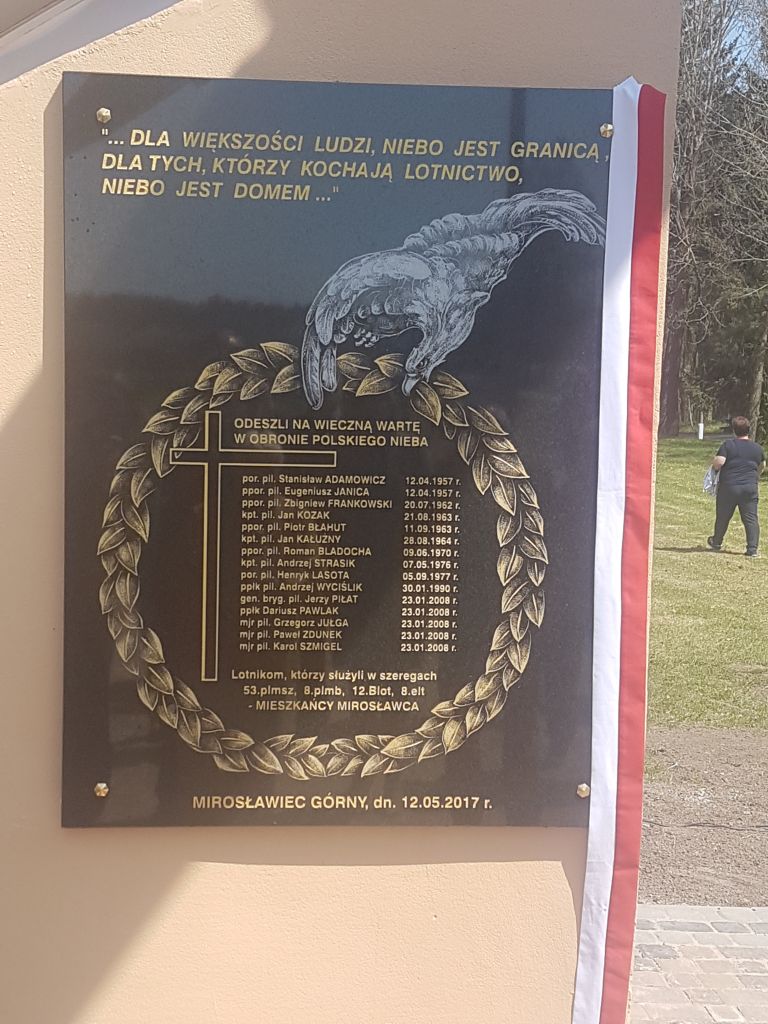 "... DLA WIĘKSZOŚCI LUDZI, NIEBO JEST GRANICĄ,
DLA TYCH, KTÓRZY KOCHAJĄ LOTNICTWO,
NIEBO JEST DOMEM ..."
ODESZLI NA WIECZNĄ WARTĘ
W OBRONIE POLSKIEGO NIEBA
por. pil. Stanisław ADAMOWICZ 12.04.1957 r.
ppor. pil. Eugeniusz JANICA 12.04.1957 r.
ppor. pil. Zbigniew FRANKOWSKI 20.07.1962 r.
kpt. pil. Jan KOZAK 21.08.1963 r.
ppor. pil. Piotr BŁAHUT 11.09.1963 r.
kpt. pil. Jan KAŁUŻNY 28.08.1964 r.
ppor. pil. Roman BLADOCHA 09.06.1970 r.
kpt. pil. Andrzej STRASIK 07.05.1976 r.
por. pil. Henryk LASOTA 05.09.1977 r.
ppłk pil. Andrzej WYCIŚLIK 30.01.1990 r.
gen. bryg. pil. Jerzy PIŁAT 23.01.2008 r.
ppłk Dariusz PAWLAK 23.01.2008 r.
mjr pil. Grzegorz JUŁGA 23.01.2008 r.
mjr pil. Paweł ZDUNEK 23.01.2008 r.
mjr pil. Karol SZMIGEL 23.01.2008 r.
Lotnikom, którzy służyli w szeregach
53.plmsz, 8.plmb, 12.Blot, 8.elt
- MIESZKAŃCY MIROSŁAWCA
MIROSŁAWIEC GÓRNY, dn. 12.05.2017 r.